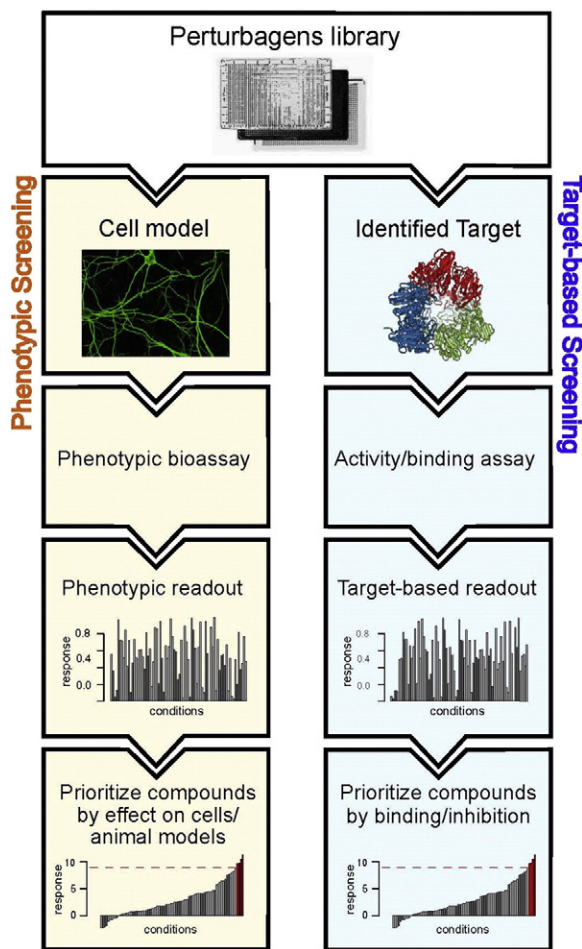 Perturbagens library
Phenotypic Screening
Target-based Screening
Cell model
Identified Target
Phenotypic bioassay
Activity/binding assay
Phenotypic readout
response
0.8
0.4
0.0
conditions
Target-based readout
response
0.8
0.4
0.0
conditions
Prioritize compounds
by effect on cells/
animal models
response
10
5
0
conditions
Prioritize compounds
by binding/inhibition
response
10
5
0
conditions